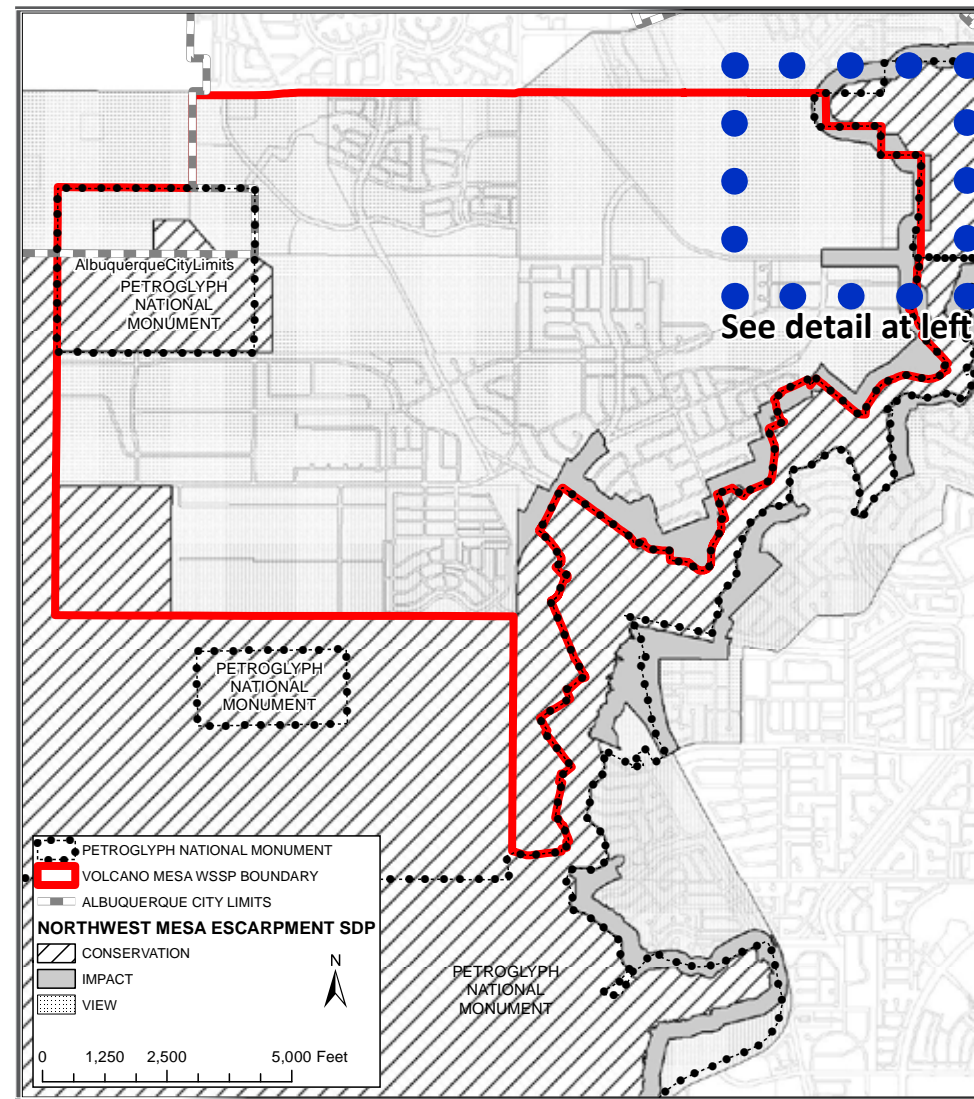 AlbuquerqueCityLimits
PETROGLYPH
NATIONAL
MONUMENT
See detail at left
PETROGLYPH
NATIONAL
MONUMENT
PETROGLYPH NATIONAL MONUMENT
VOLCANO MESA WSSP BOUNDARY
ALBUQUERQUE CITY LIMITS
NORTHWEST MESA ESCARPMENT SDP
CONSERVATION
IMPACT
VIEW
N
0 1,250 2,500 5,000 Feet
PETROGLYPH
NATIONAL
MONUMENT